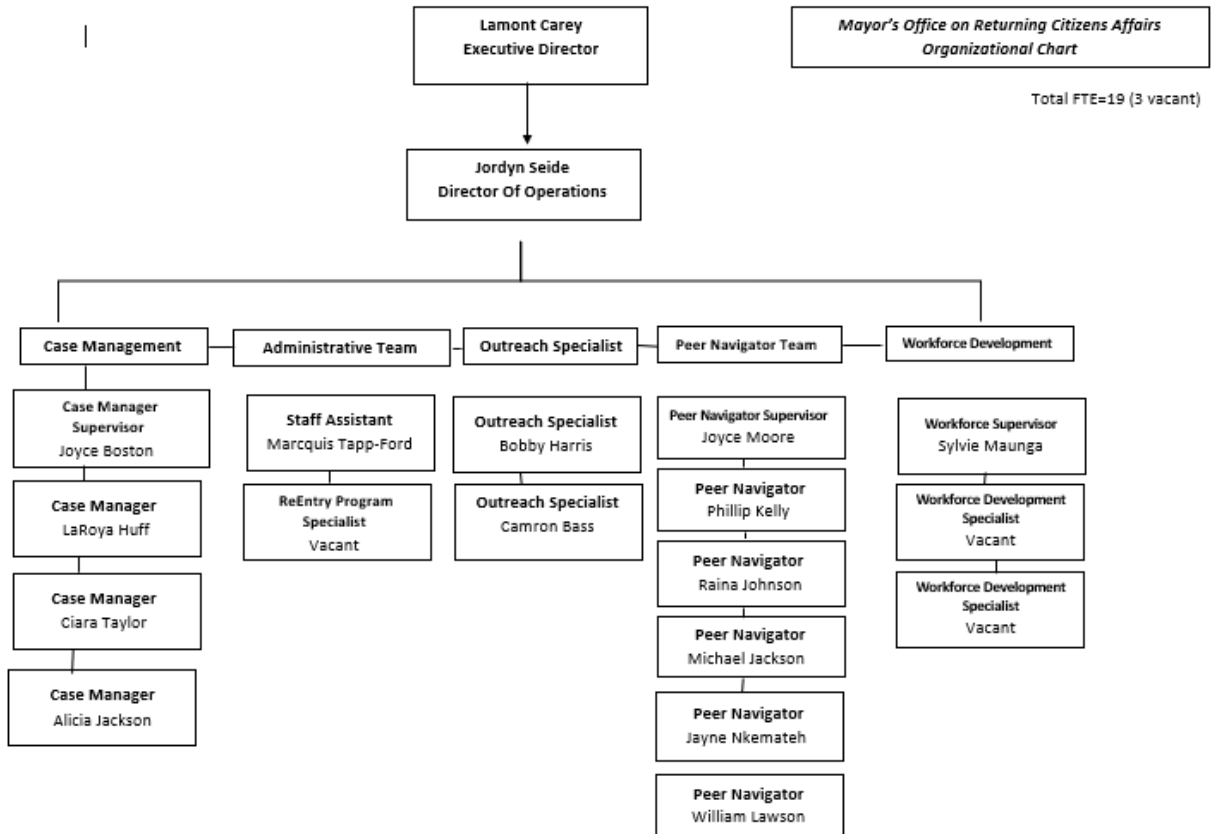 Lamont Carey
Executive Director
Mayor's Office on Returning Citizens Affairs
Organizational Chart
Total FTE=19 (3 vacant)
Jordyn Seide
Director Of Operations
Case Management
Administrative Team
Outreach Specialist
Peer Navigator Team
Workforce Development
Case Manager
Supervisor
Joyce Boston
Case Manager
LaRoya Huff
Case Manager
Ciara Taylor
Case Manager
Alicia Jackson
Staff Assistant
Marcquis Tapp-Ford
ReEntry Program
Specialist
Vacant
Outreach Specialist
Bobby Harris
Outreach Specialist
Camron Bass
Peer Navigator Supervisor
Joyce Moore
Peer Navigator
Phillip Kelly
Peer Navigator
Raina Johnson
Peer Navigator
Michael Jackson
Peer Navigator
Jayne Nkemateh
Peer Navigator
William Lawson
Workforce Supervisor
Sylvie Maunga
Workforce Development
Specialist
Vacant
Workforce Development
Specialist
Vacant